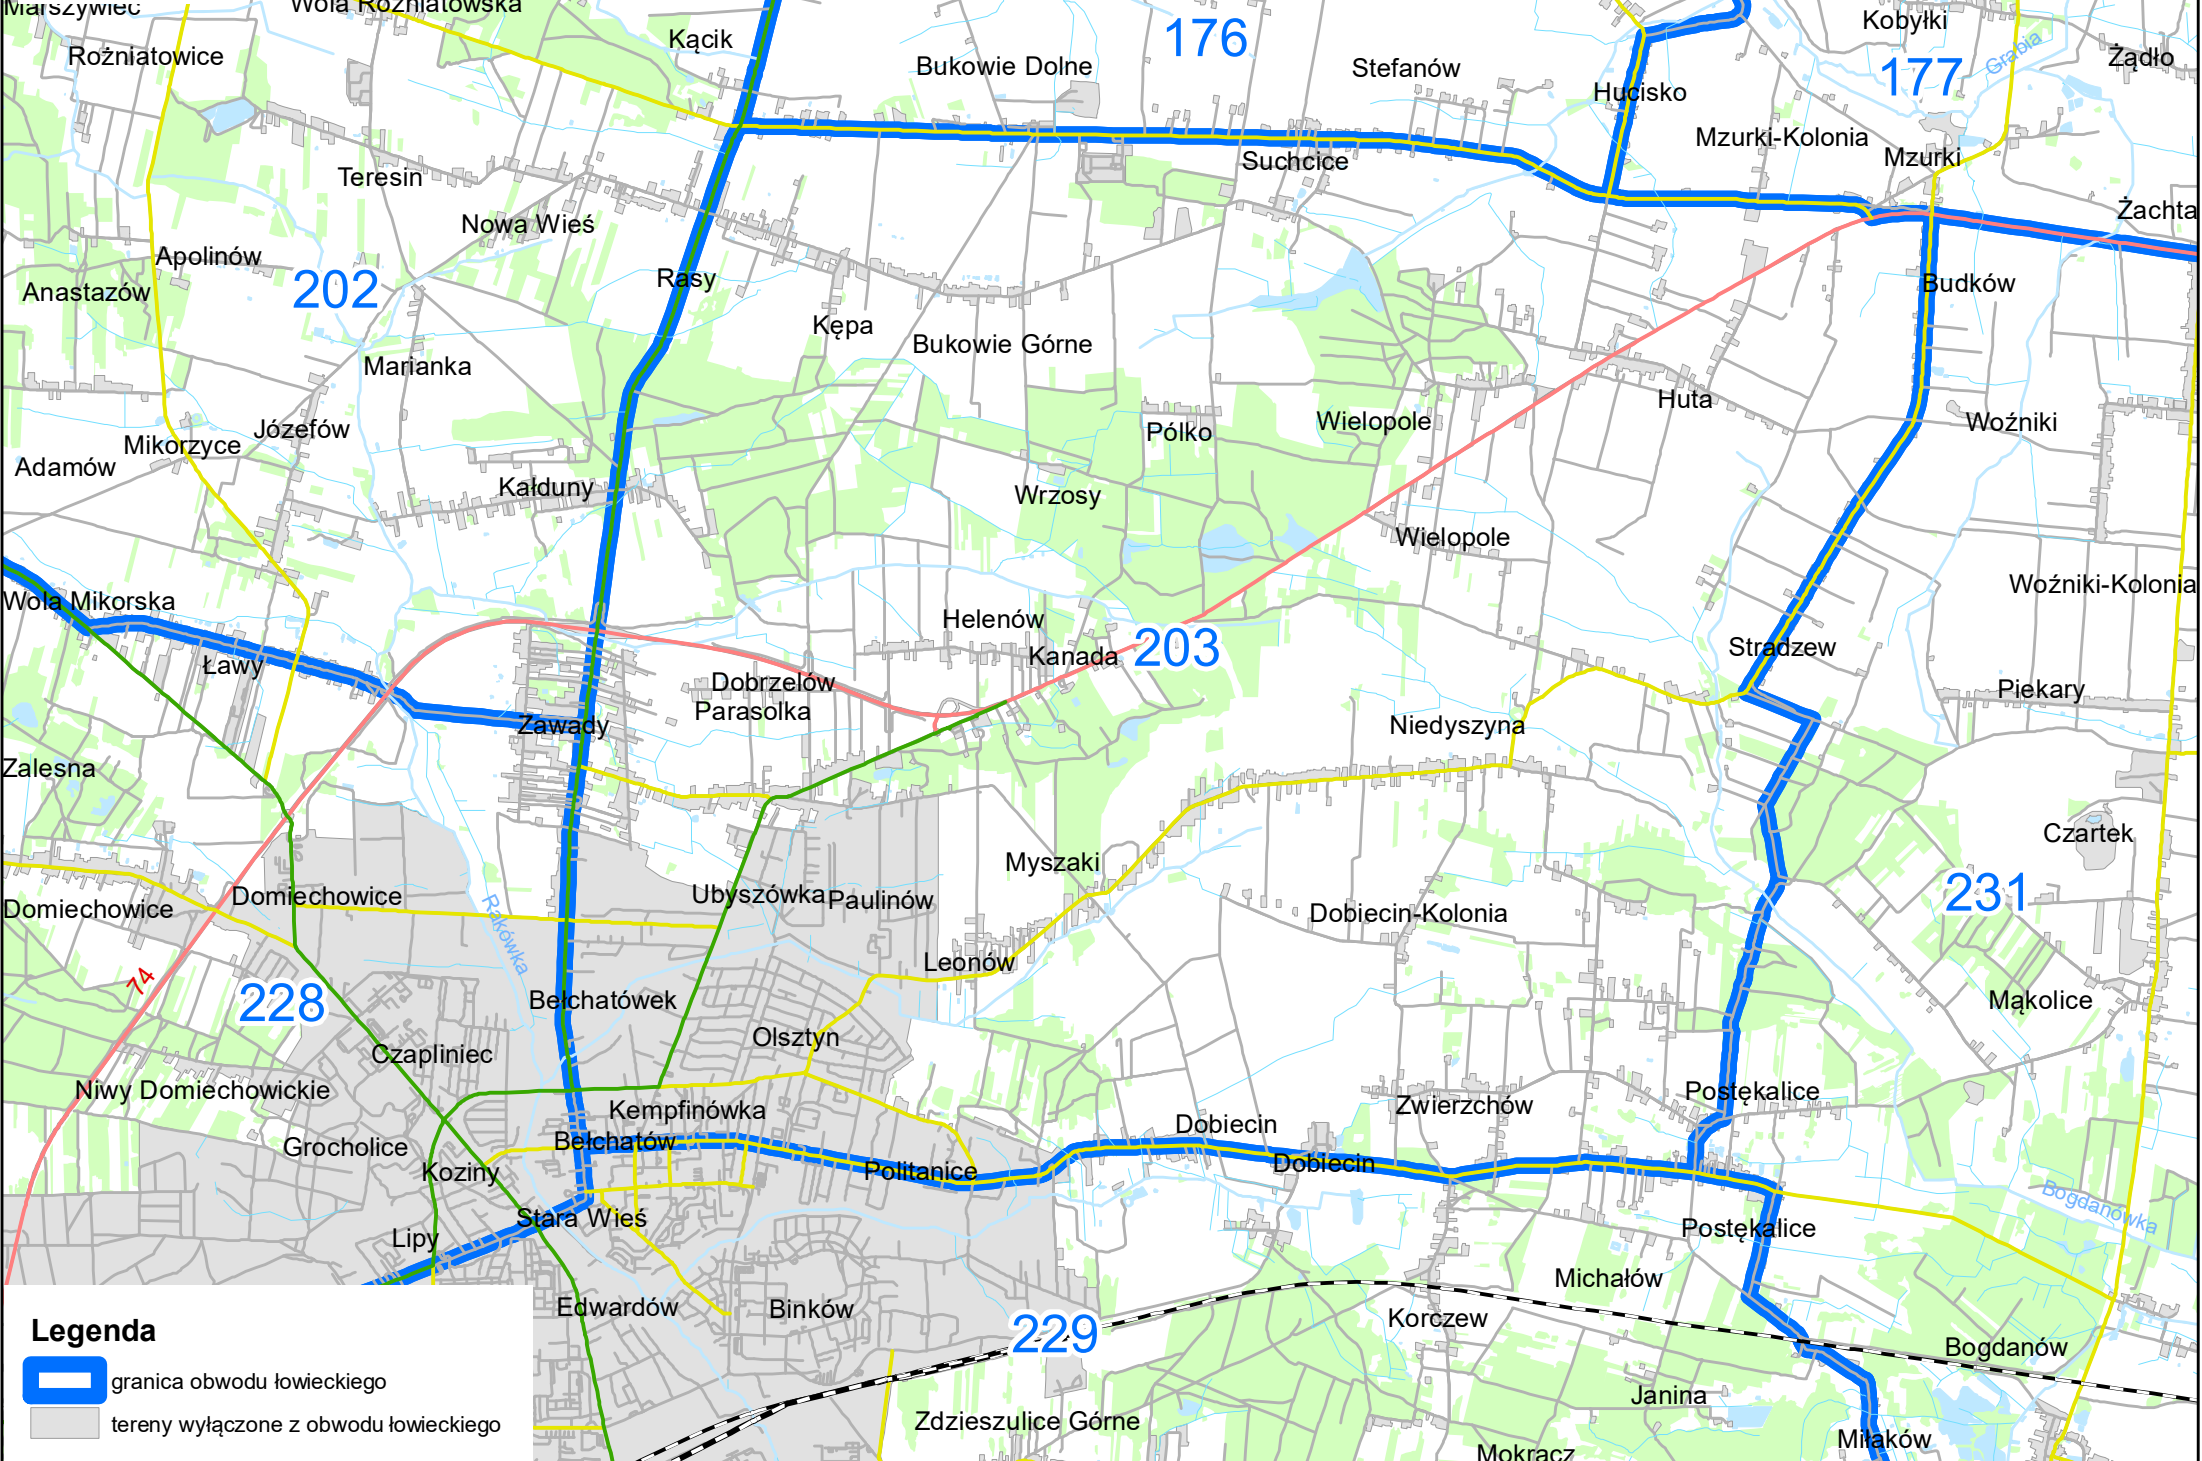 Marszywiec
Wola Rożniatowska
Kącik
176
Kobyłki
Rożniatowice
Bukowie Dolne
Stefanów
177
Grabia
Żądło
Hucisko
Mzurki-Kolonia
Mzurki
Suchcice
Teresin
Nowa Wieś
Żachta
Apolinów
202
Anastazów
Rasy
Budków
Kępa
Bukowie Górne
Marianka
Huta
Wielopole
Woźniki
Józefów
Mikorzyce
Pólko
Adamów
Kałduny
Wrzosy
Wielopole
Woźniki-Kolonia
Wola Mikorska
Helenów
203
Kanada
Stradzew
Ławy
Dobrzelów
Parasolka
Piekary
Zawady
Niedyszyna
Zalesna
Czartek
Myszaki
231
Domiechowice
Domiechowice
Ubyszówka
Paulinów
Dobiecin-Kolonia
Rakówka
Leonów
74
228
Bełchatówek
Mąkolice
Olsztyn
Czapliniec
Niwy Domiechowickie
Kempfinówka
Postękalice
Zwierzchów
Dobiecin
Grocholice
Bełchatów
Koziny
Politanice
Dobiecin
Bogdanówka
Stara Wieś
Lipy
Postękalice
Michałów
Edwardów
Binków
229
Korczew
Bogdanów
Janina
Zdzieszulice Górne
Miłaków
Mokracz
Legenda
granica obwodu łowieckiego
tereny wyłączone z obwodu łowieckiego